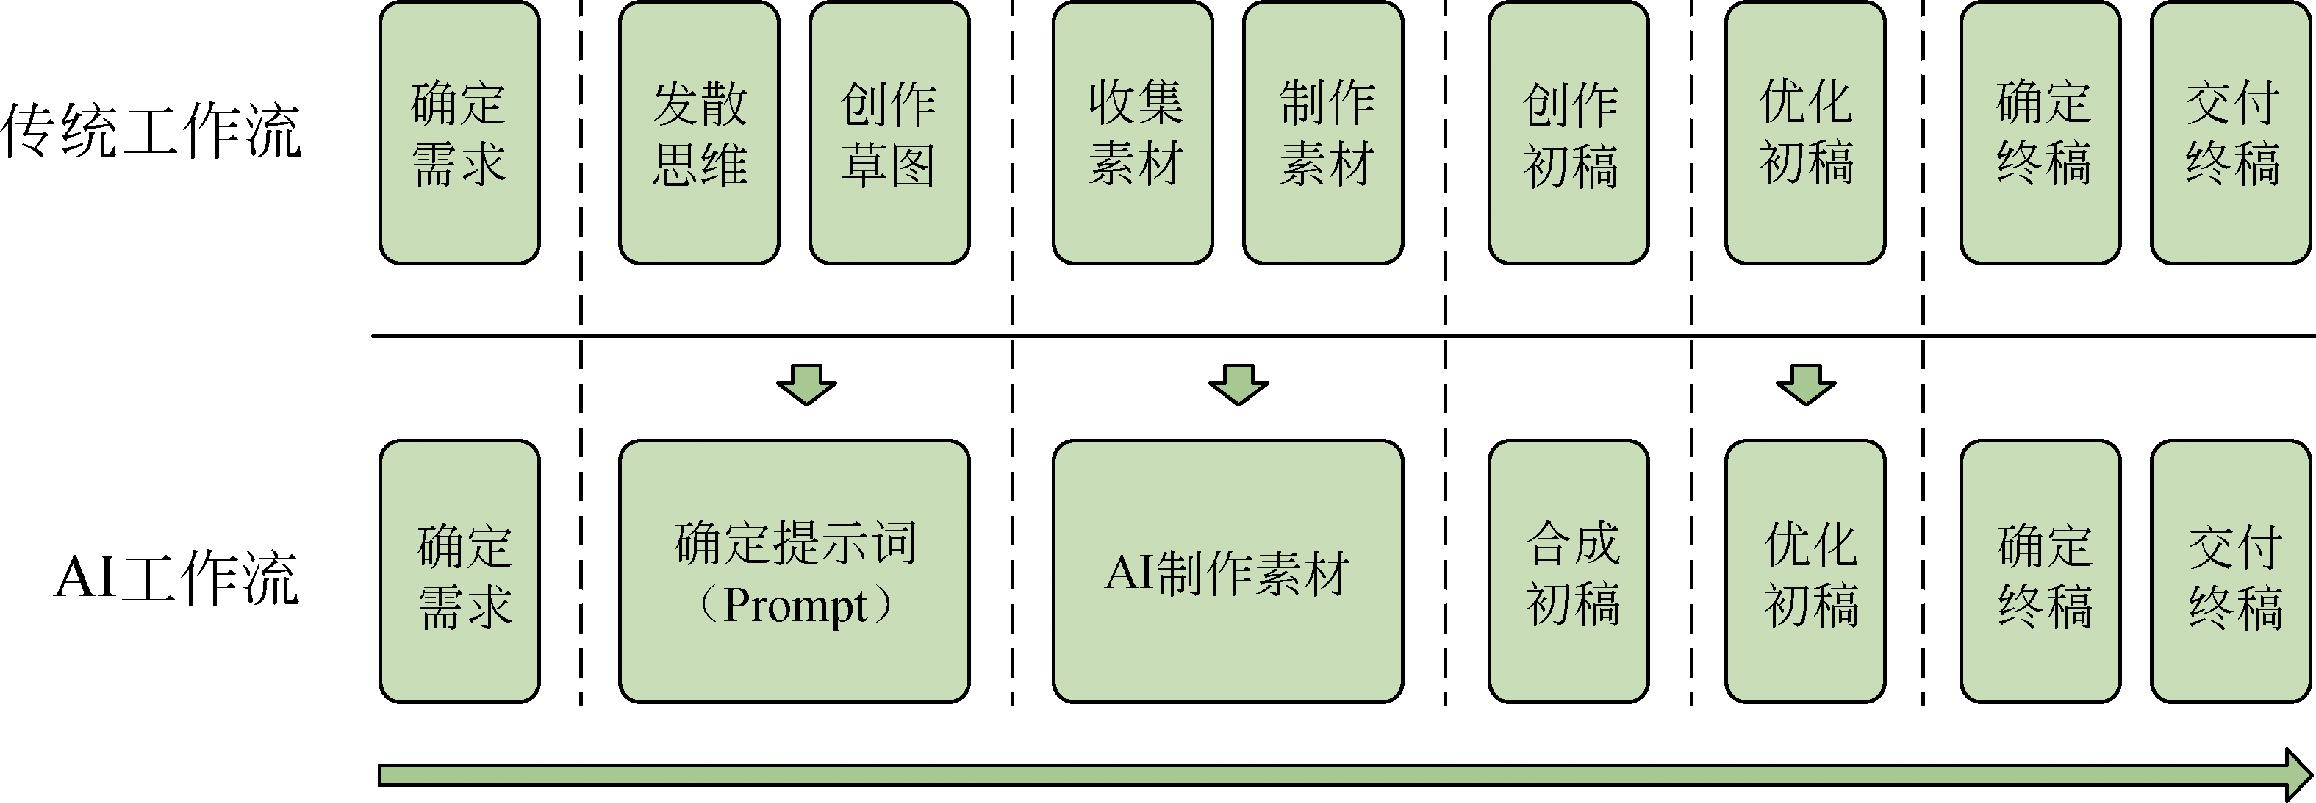 传统工作流
确定
需求
发散
思维
创作
草图
收集
素材
制作
素材
创作
初稿
优化
初稿
确定
终稿
交付
终稿
AI工作流
确定
需求
确定提示词
（Prompt）
AI制作素材
合成
初稿
优化
初稿
确定
终稿
交付
终稿